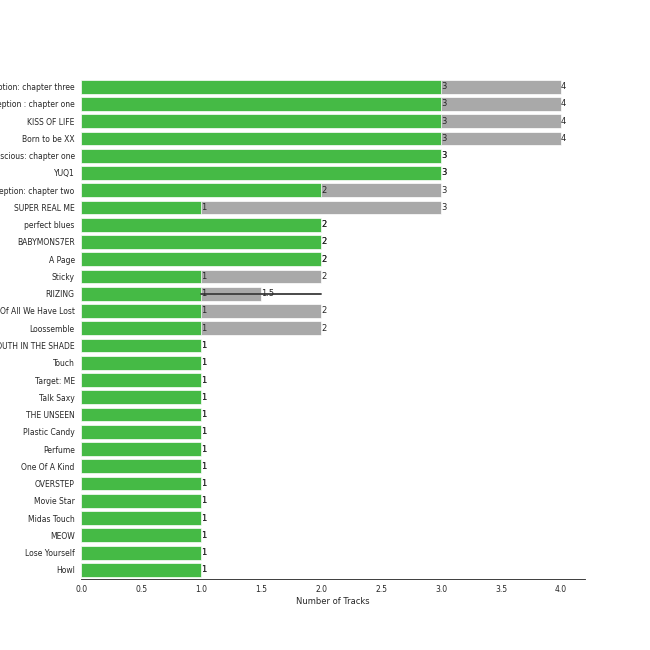 ption: chapter three 3 4
eption : chapter one 3 4
KISS OF LIFE 3 4
Born to be XX 3 4
scious: chapter one 3
YUQ1 3
eption: chapter two 2 3
SUPER REAL ME 1 3
perfect blues 2
BABYMONS7ER 2
A Page 2
Sticky 1 2
RIIZING 1 1.5
Of All We Have Lost 1 2
Loossemble 1 2
OUTH IN THE SHADE 1
Touch 1
Target: ME 1
Talk Saxy 1
THE UNSEEN 1
Plastic Candy 1
Perfume 1
One Of A Kind 1
OVERSTEP 1
Movie Star 1
Midas Touch 1
MEOW 1
Lose Yourself 1
Howl 1
0.0 0.5 1.0 1.5 2.0 2.5 3.0 3.5 4.0
Number of Tracks